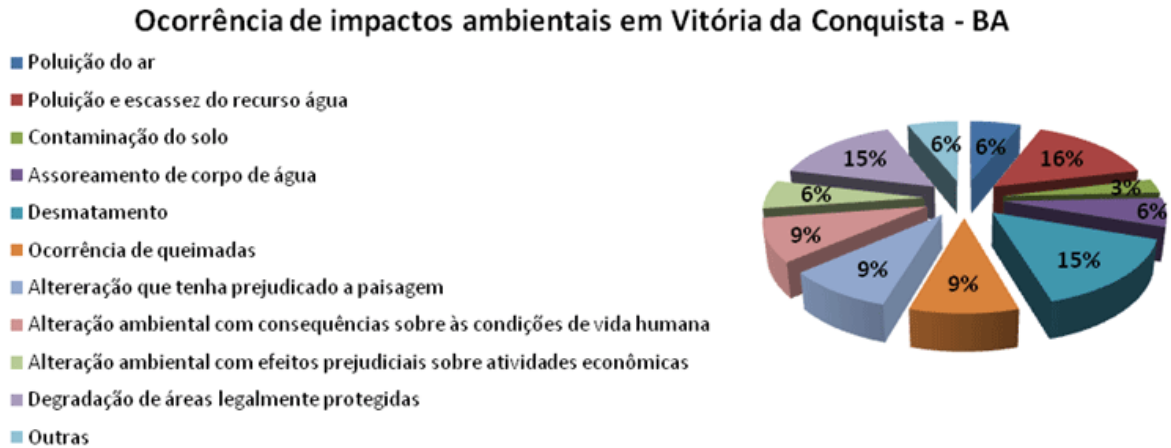 Ocorrência de impactos ambientais em Vitória da Conquista - BA
Poluição do ar
Poluição e escassez do recurso água
Contaminação do solo
Assoreamento de corpo de água
Desmatamento
Ocorrência de queimadas
Altereração que tenha prejudicado a paisagem
Alteração ambiental com consequências sobre às condições de vida humana
Alteração ambiental com efeitos prejudiciais sobre atividades econômicas
Degradação de áreas legalmente protegidas
Outras
6%
16%
3%
6%
15%
9%
9%
9%
6%
15%
6%